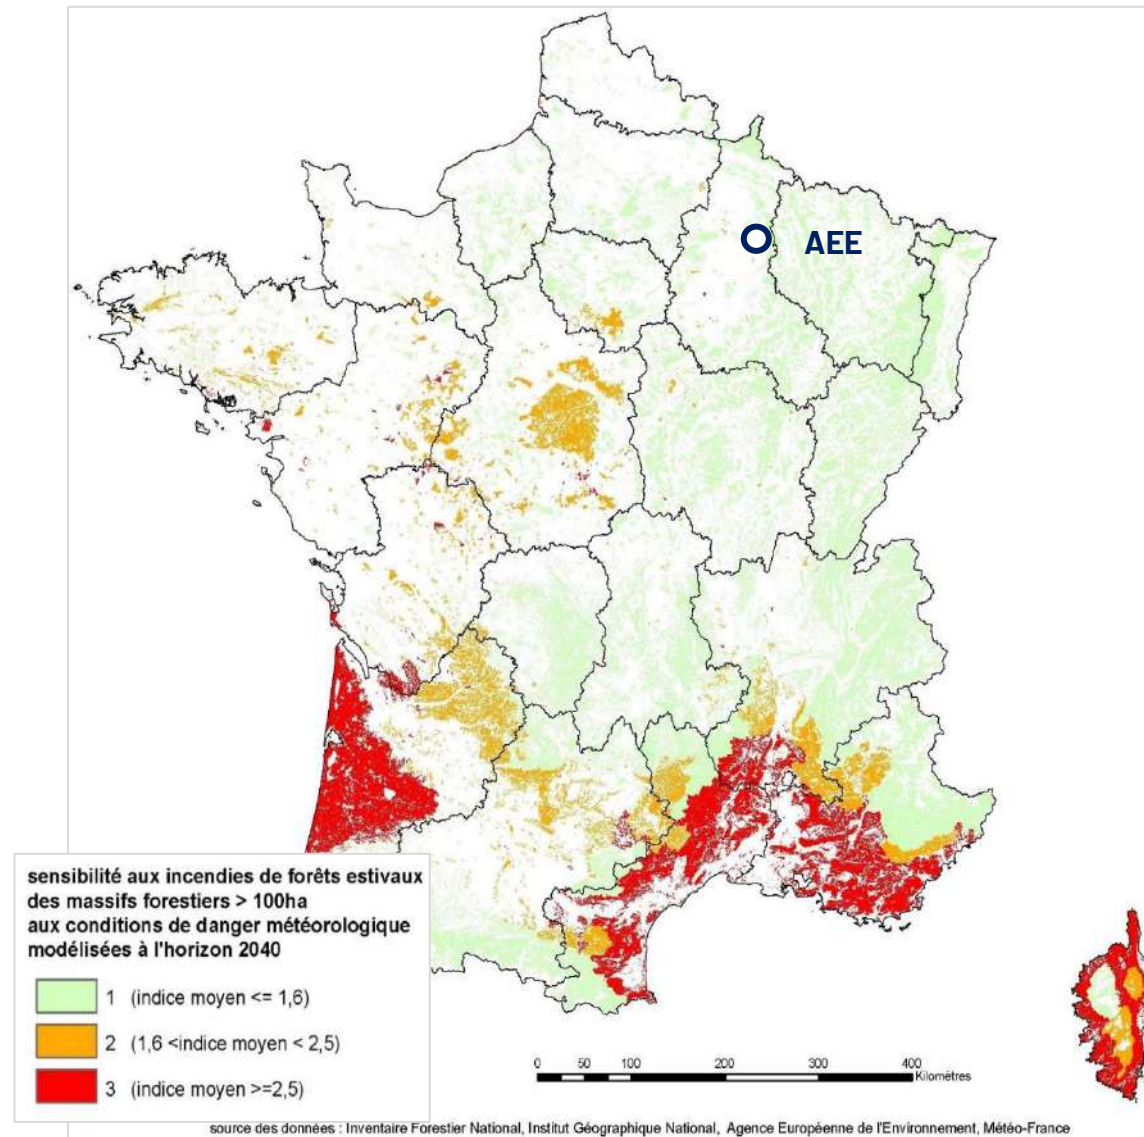 AEE
sensibilité aux incendies de forêts estivaux
des massifs forestiers > 100ha
aux conditions de danger météorologique
modélisées à l'horizon 2040
1 (indice moyen <= 1,6)
2 (1,6 <indice moyen < 2,5)
3 (indice moyen >=2,5)
0 50 100 200 300 400
Kilomètres
source des données : Inventaire Forestier National, Institut Géographique National, Agence Européenne de l'Environnement, Météo-France